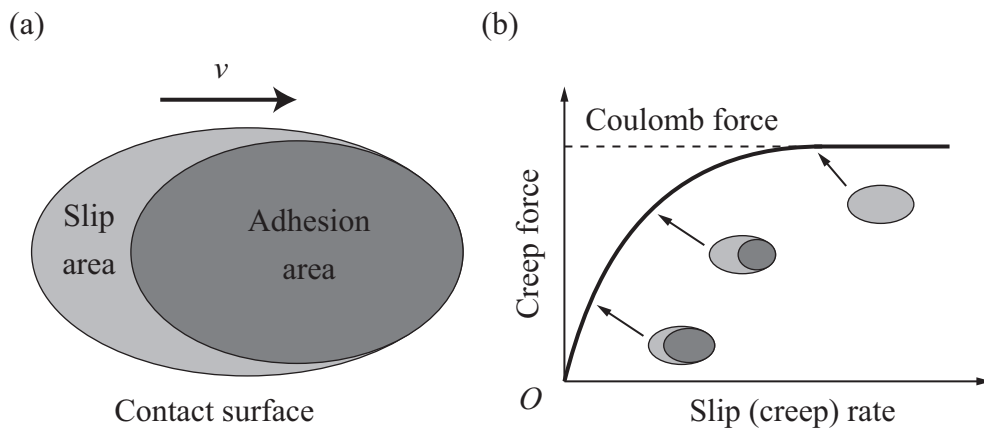 (a)
v
Slip
area
Adhesion
area
Contact surface
(b)
Coulomb force
Creep force
O
Slip (creep) rate